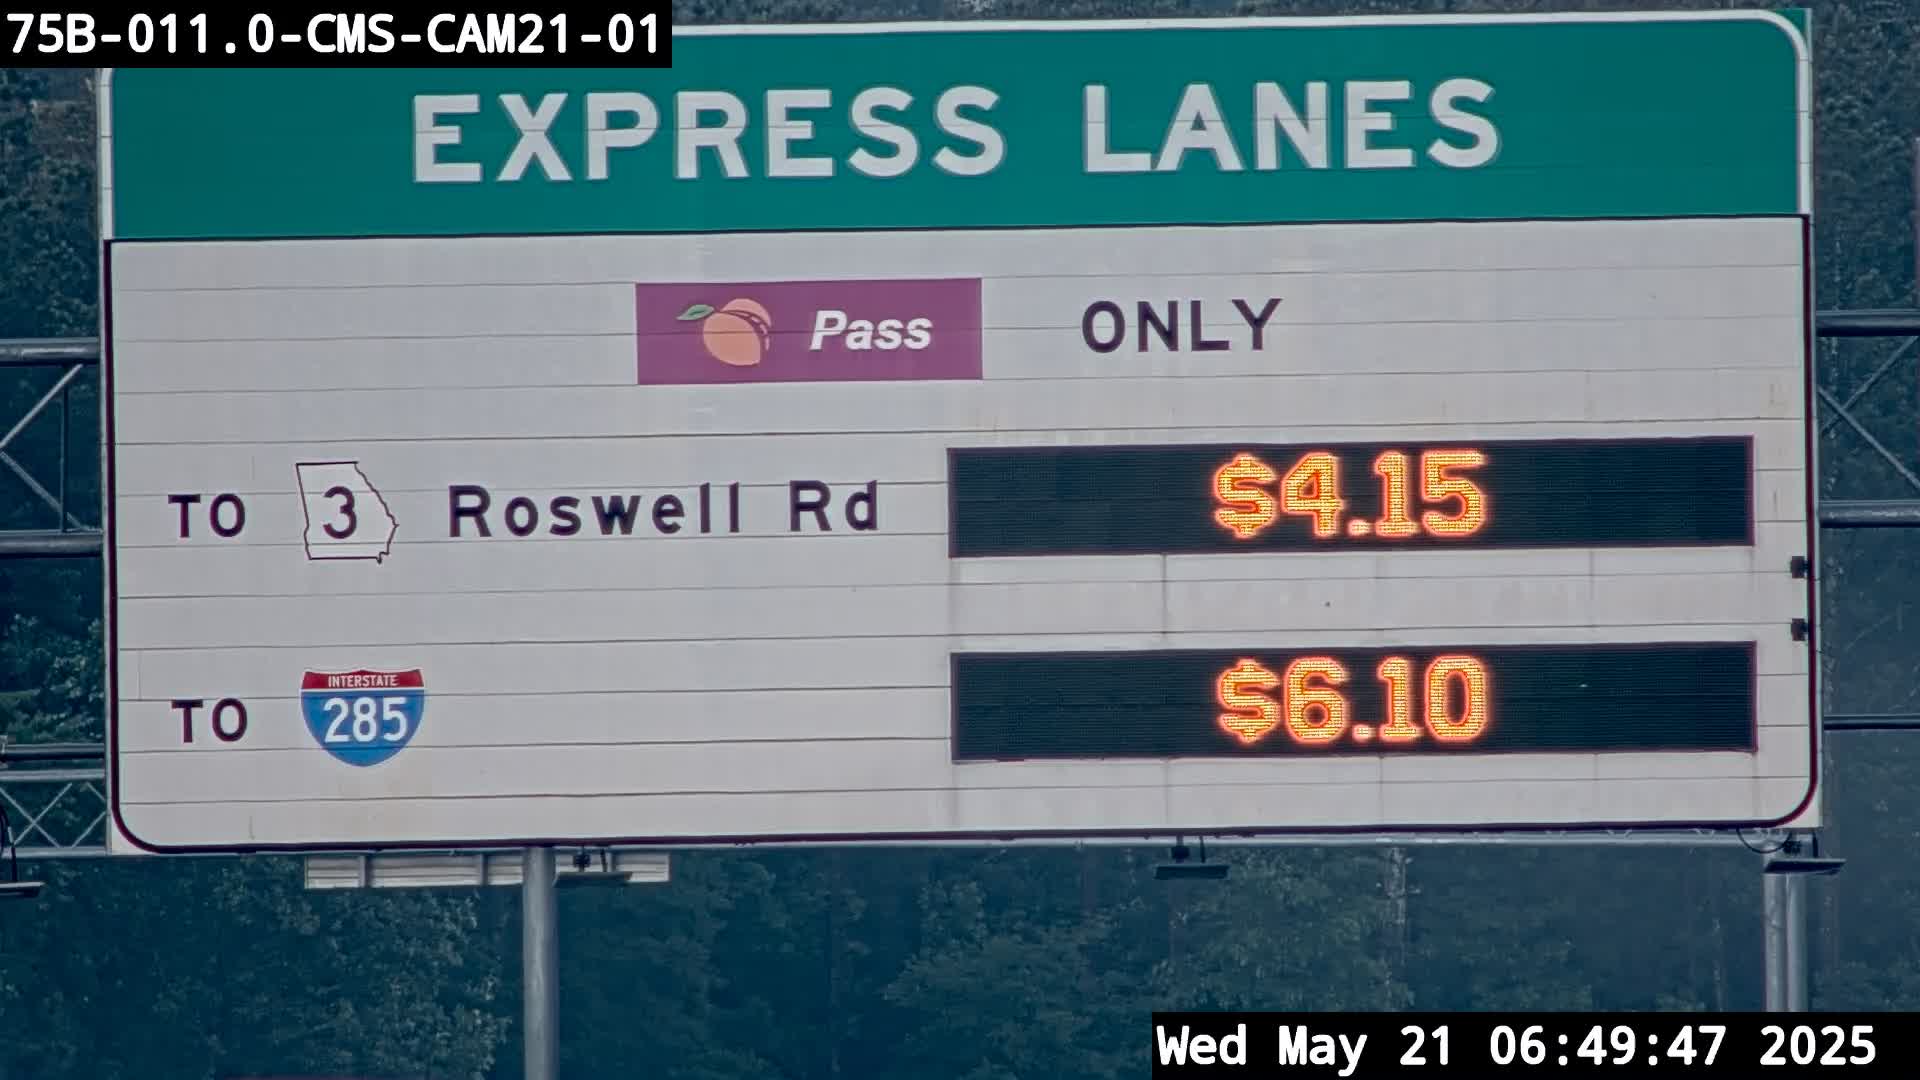 75B-011.0-CMS-CAM21-01
EXPRESS LANES
Pass ONLY
TO 3 Roswell Rd $4.15
INTERSTATE
TO 285 $6.10
Wed May 21 06:49:47 2025